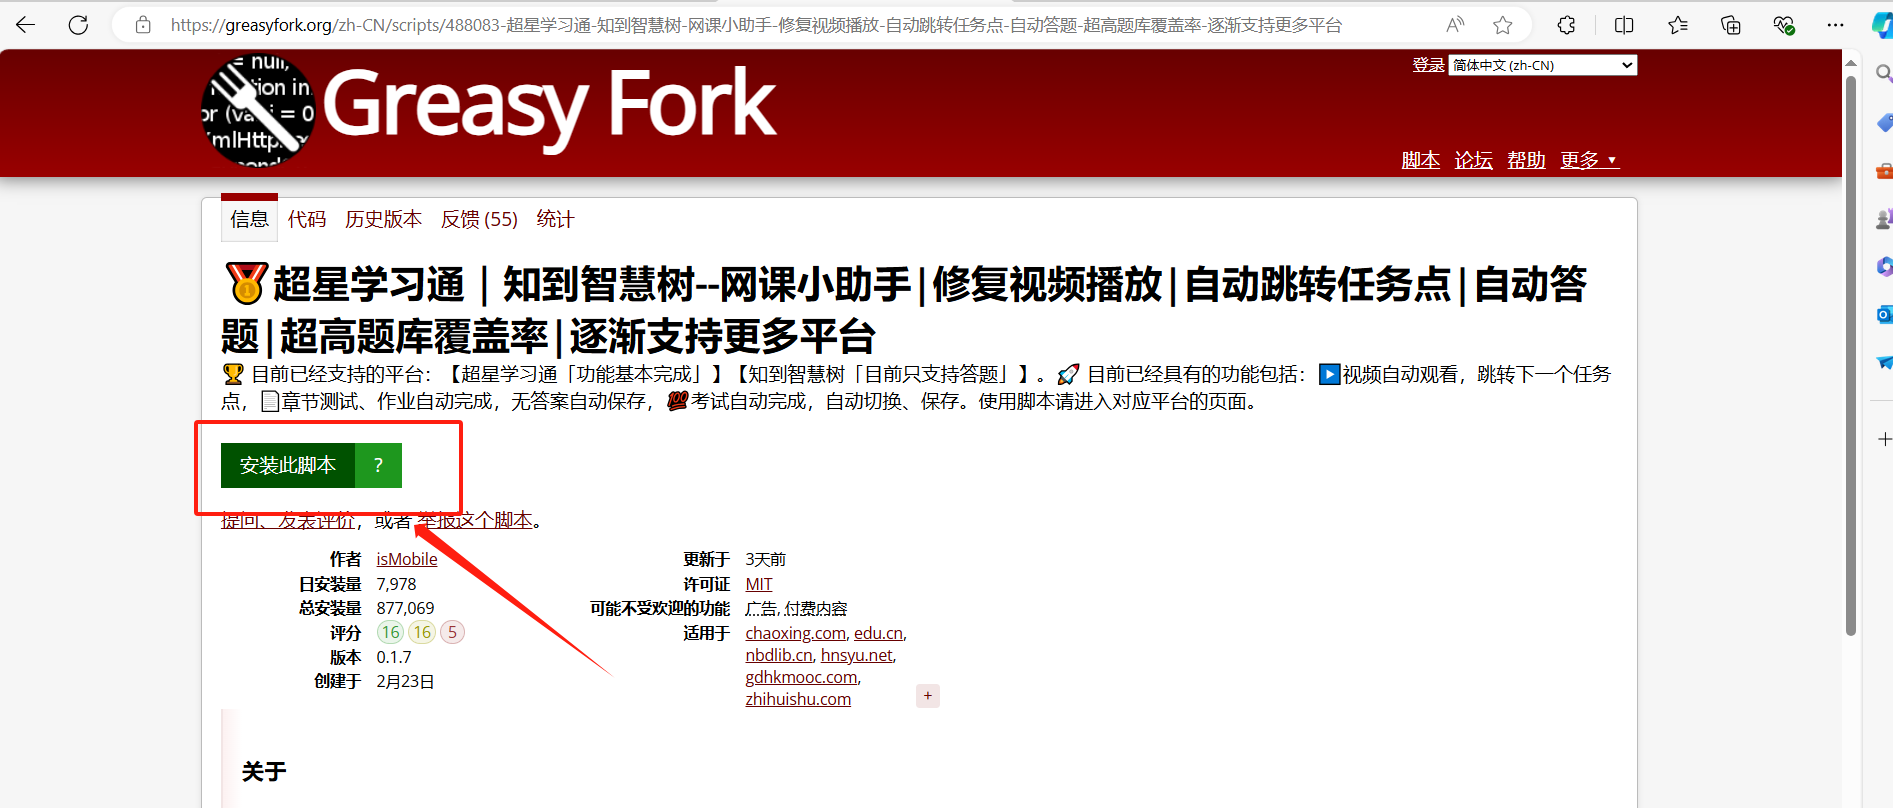 https://greasyfork.org/zh-CN/scripts/488083-超星学习通-知到智慧树-网课小助手-修复视频播放-自动跳转任务点-自动答题-超高题库覆盖率-逐渐支持更多平台
登录 简体中文 (zh-CN)
Greasy Fork
脚本 论坛 帮助 更多 ▼
信息 代码 历史版本 反馈 (55) 统计
🏅超星学习通｜知到智慧树--网课小助手|修复视频播放|自动跳转任务点|自动答
题|超高题库覆盖率|逐渐支持更多平台
🏆 目前已经支持的平台：【超星学习通「功能基本完成」】【知到智慧树「目前只支持答题」】。🚀 目前已经具有的功能包括：▶️视频自动观看，跳转下一个任务
点，📄章节测试、作业自动完成，无答案自动保存，💯考试自动完成，自动切换、保存。使用脚本请进入对应平台的页面。
安装此脚本 ?
提问、发表评价，或者 举报这个脚本。
作者 isMobile 更新于 3天前
日安装量 7,978 许可证 MIT
总安装量 877,069 可能不受欢迎的功能 广告, 付费内容
评分 16 16 5 适用于 chaoxing.com, edu.cn,
nbdlib.cn, hnsyu.net,
版本 0.1.7
gdhkmooc.com,
创建于 2月23日
zhihuishu.com +
关于